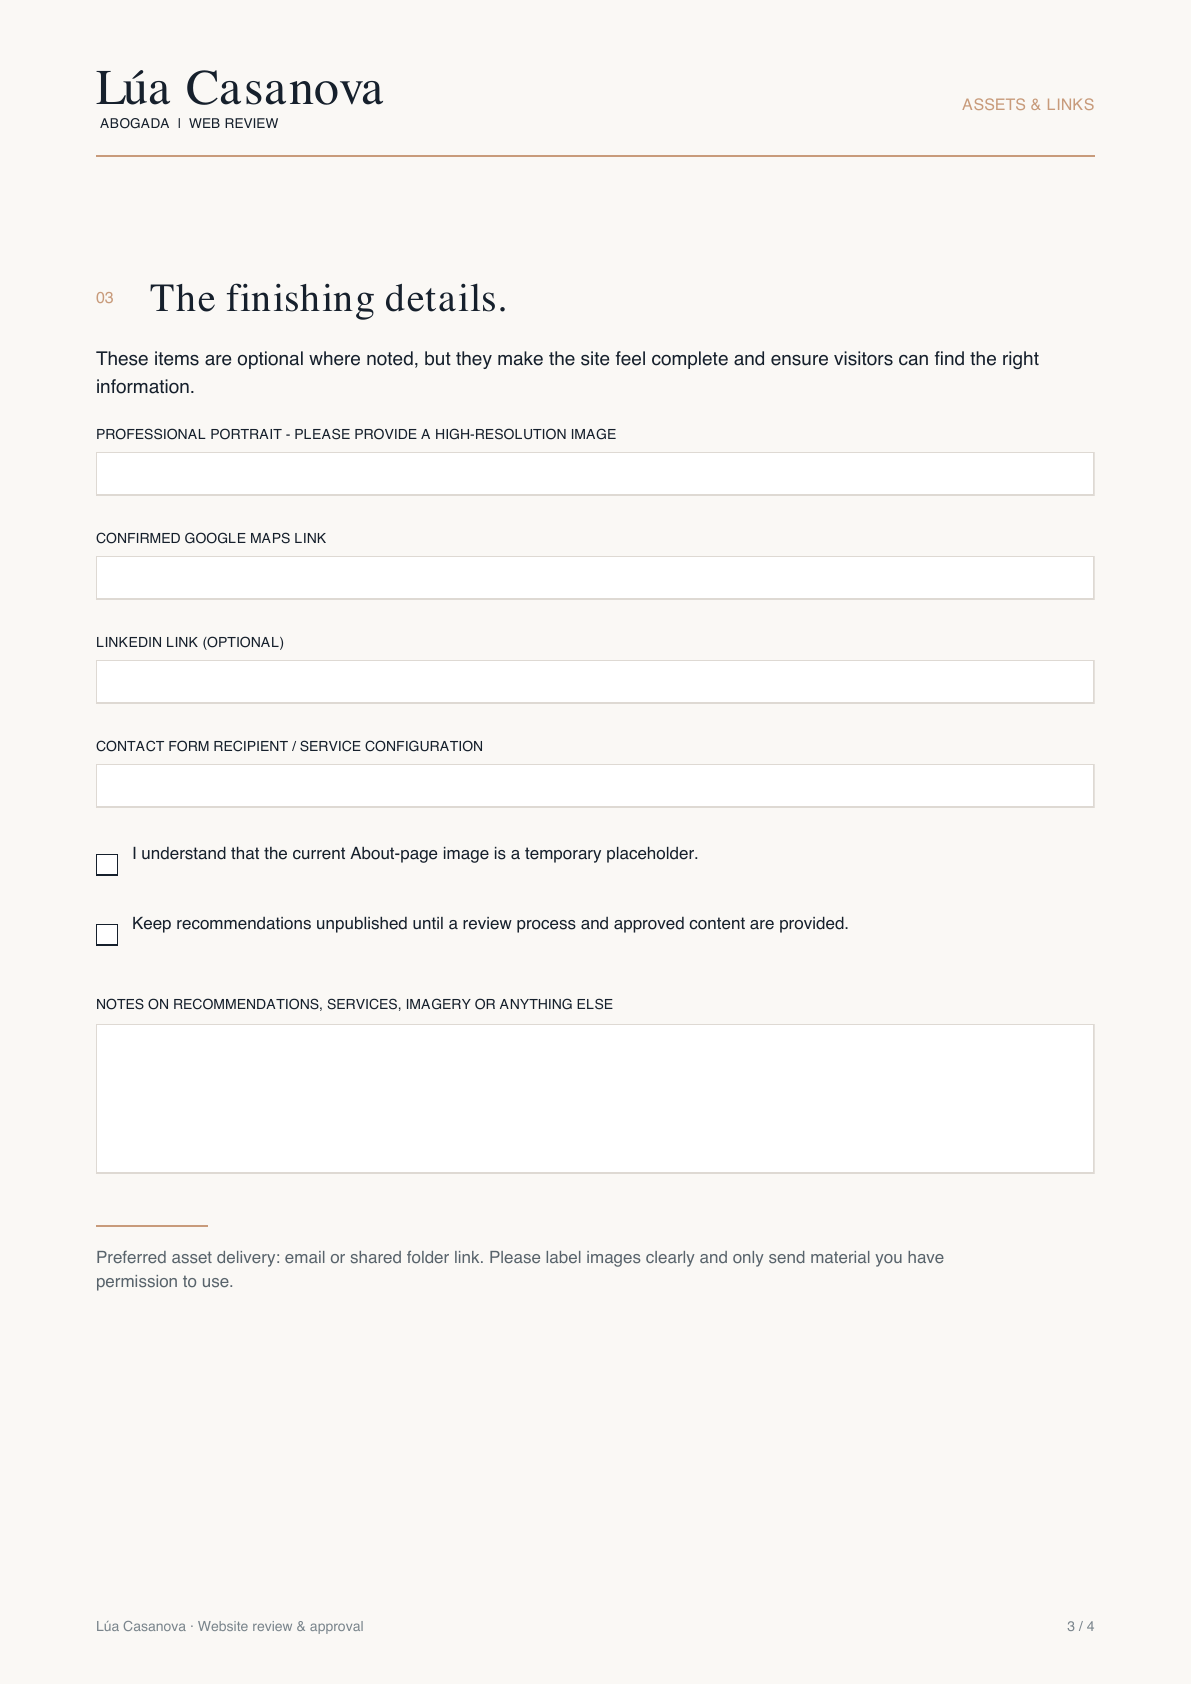 Lúa Casanova
ABOGADA | WEB REVIEW
ASSETS & LINKS
03
The finishing details.
These items are optional where noted, but they make the site feel complete and ensure visitors can find the right
information.
PROFESSIONAL PORTRAIT - PLEASE PROVIDE A HIGH-RESOLUTION IMAGE
CONFIRMED GOOGLE MAPS LINK
LINKEDIN LINK (OPTIONAL)
CONTACT FORM RECIPIENT / SERVICE CONFIGURATION
I understand that the current About-page image is a temporary placeholder.
Keep recommendations unpublished until a review process and approved content are provided.
NOTES ON RECOMMENDATIONS, SERVICES, IMAGERY OR ANYTHING ELSE
Preferred asset delivery: email or shared folder link. Please label images clearly and only send material you have
permission to use.
Lúa Casanova · Website review & approval
3 / 4